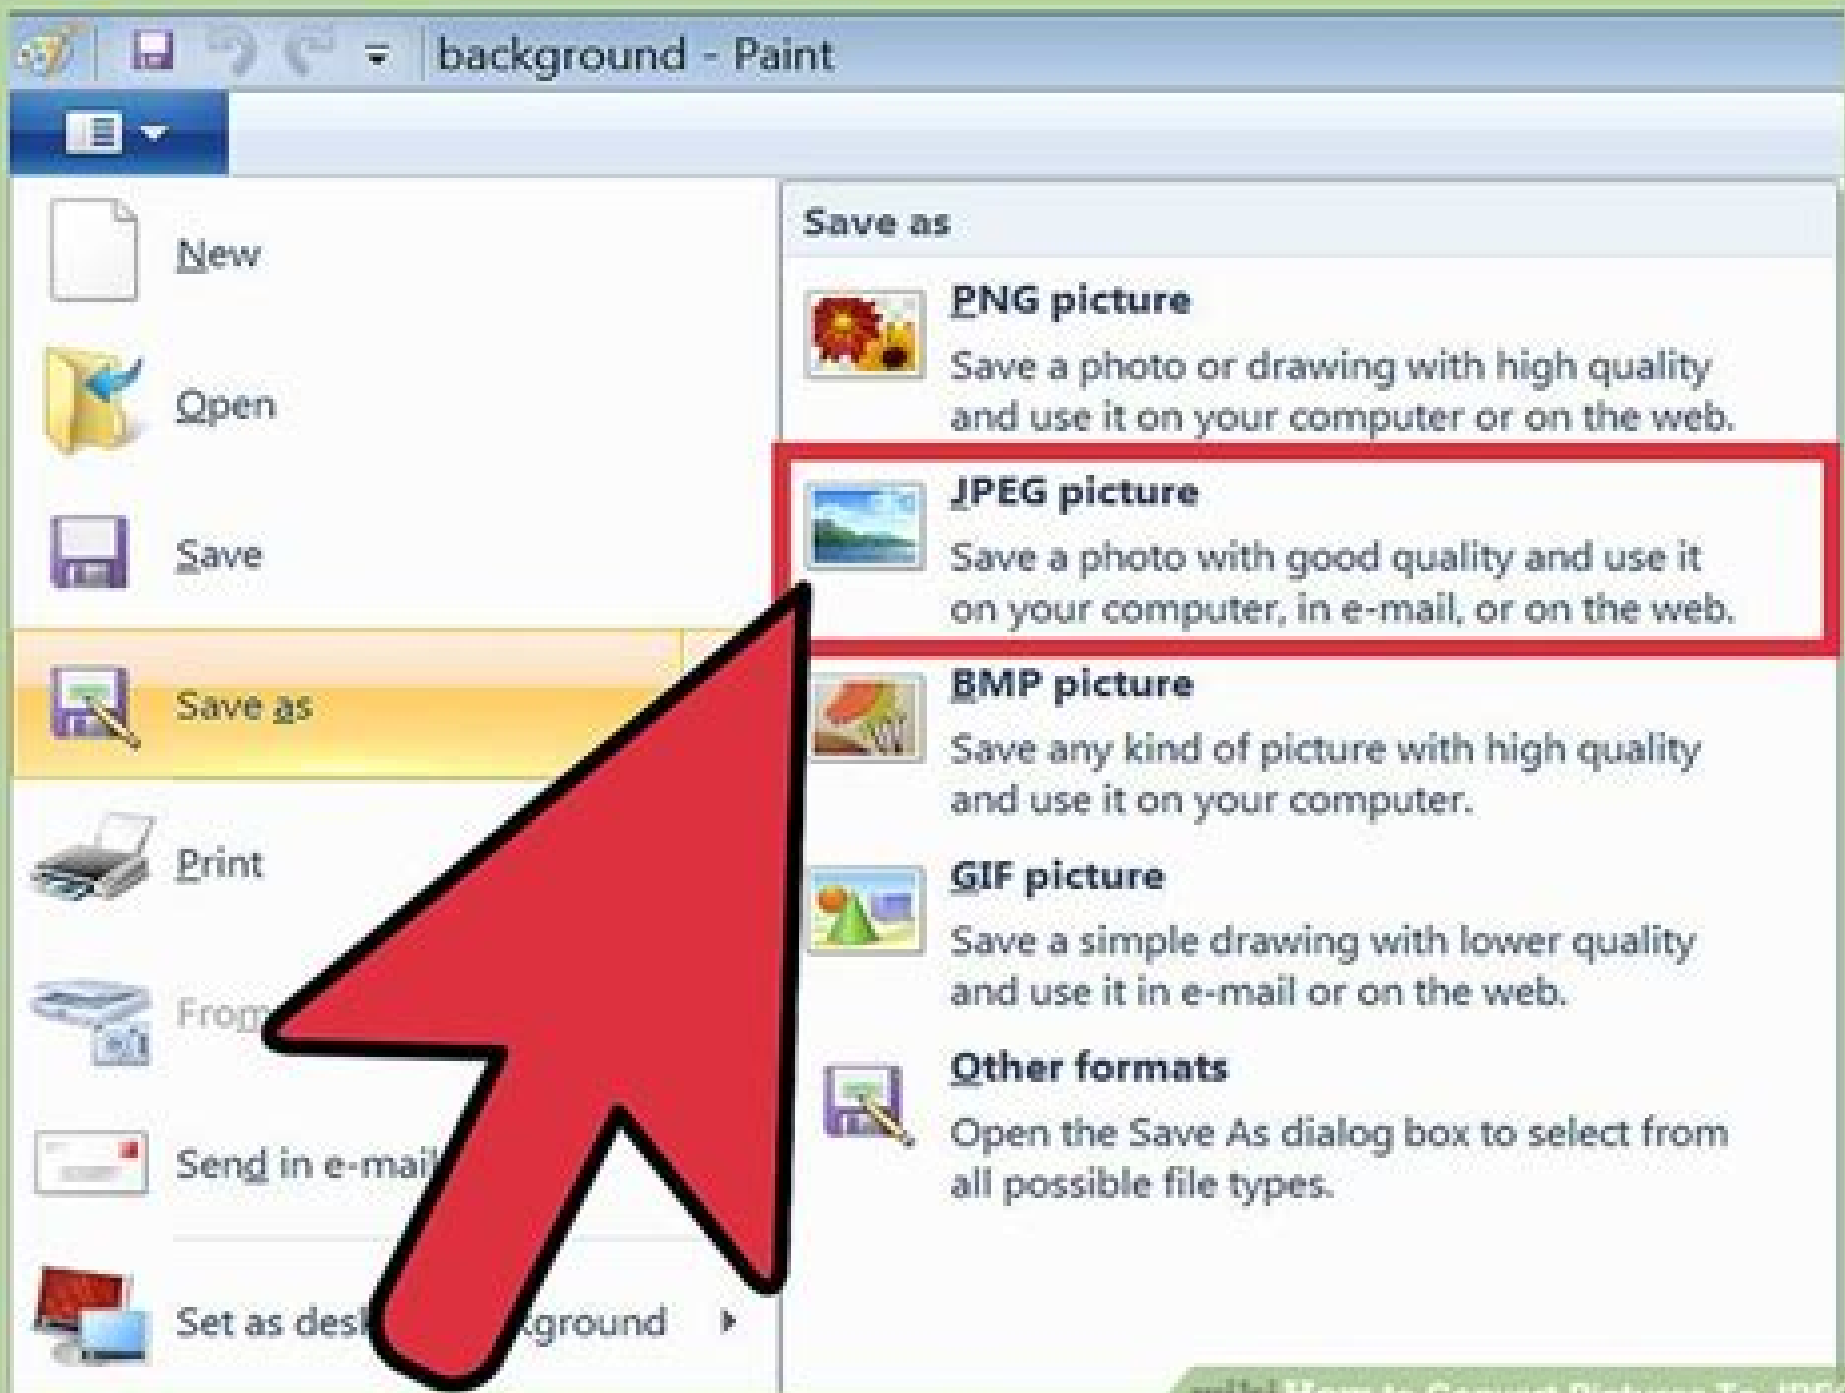 background - Paint
New
Open
Save
Save as
Print
From
Send in e-mail
Set as
Save as
PNG picture
Save a photo or drawing with high quality
and use it on your computer or on the web.
JPEG picture
Save a photo with good quality and use it
on your computer, in e-mail, or on the web.
BMP picture
Save any kind of picture with high quality
and use it on your computer.
GIF picture
Save a simple drawing with lower quality
and use it in e-mail or on the web.
Other formats
Open the Save As dialog box to select from
all possible file types.